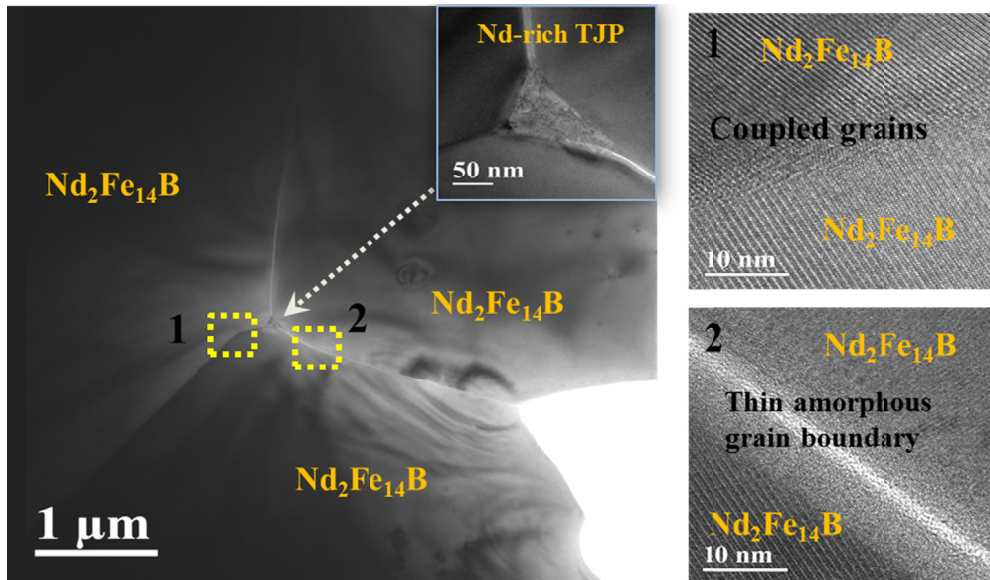 Nd-rich TJP
50 nm
Nd₂Fe₁₄B
1
2
Nd₂Fe₁₄B
Nd₂Fe₁₄B
1 µm
1
Nd₂Fe₁₄B
Coupled grains
Nd₂Fe₁₄B
10 nm
2
Nd₂Fe₁₄B
Thin amorphous
grain boundary
Nd₂Fe₁₄B
10 nm